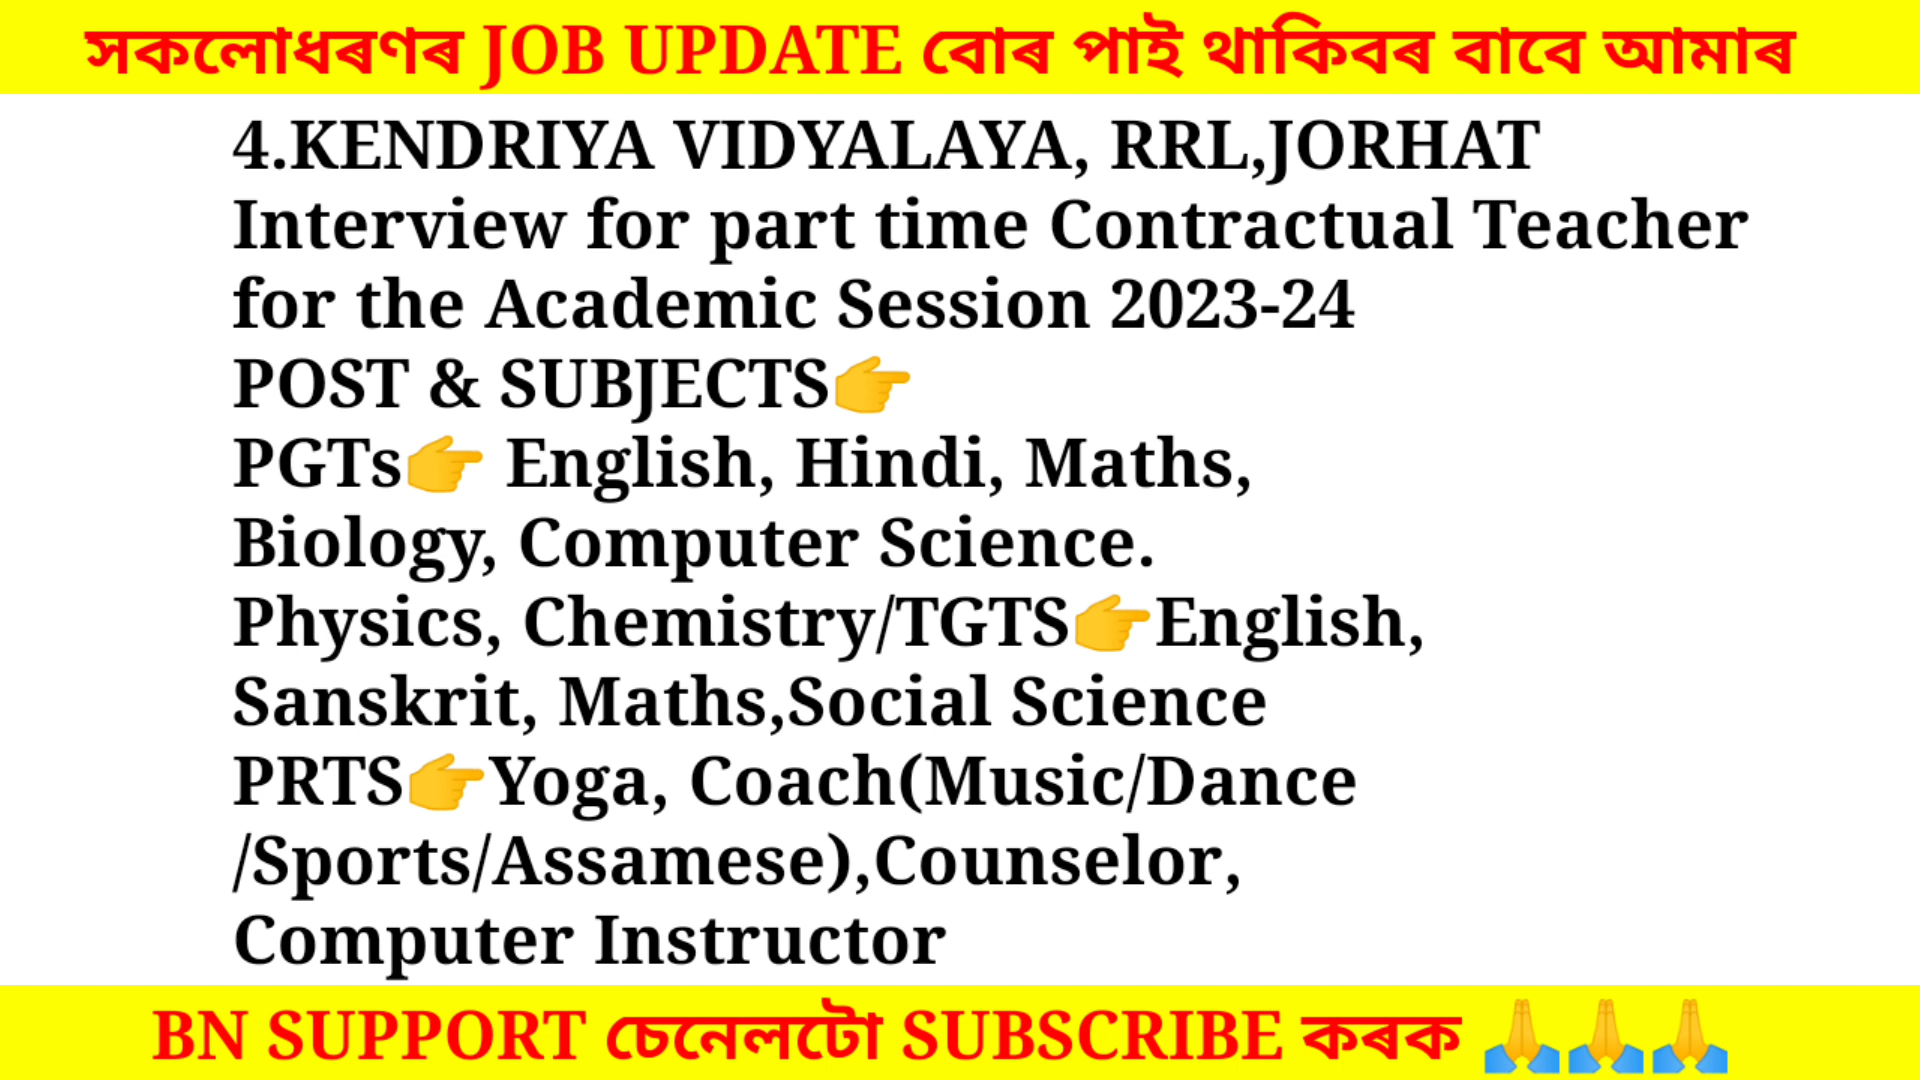 সকলোধৰণৰ JOB UPDATE বোৰ পাই থাকিবৰ বাবে আমাৰ
4.KENDRIYA VIDYALAYA, RRL,JORHAT
Interview for part time Contractual Teacher
for the Academic Session 2023-24
POST & SUBJECTS👉
PGTs👉 English, Hindi, Maths,
Biology, Computer Science.
Physics, Chemistry/TGTS👉English,
Sanskrit, Maths,Social Science
PRTS👉Yoga, Coach(Music/Dance
/Sports/Assamese),Counselor,
Computer Instructor
BN SUPPORT চেনেলটো SUBSCRIBE কৰক 🙏🙏🙏